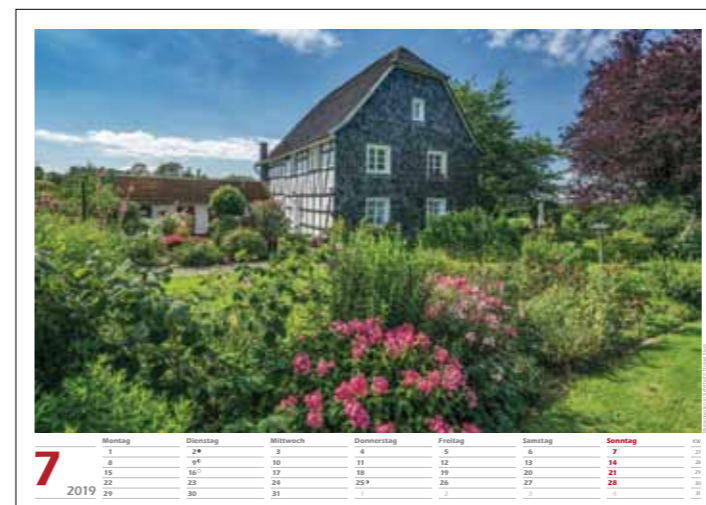 Montag Dienstag Mittwoch Donnerstag Freitag Samstag Sonntag KW
1 2 3 4 5 6 7 27
8 9 10 11 12 13 14 28
15 16 17 18 19 20 21 29
22 23 24 25 26 27 28 30
29 30 31 1 2 3 4 31
7
2019